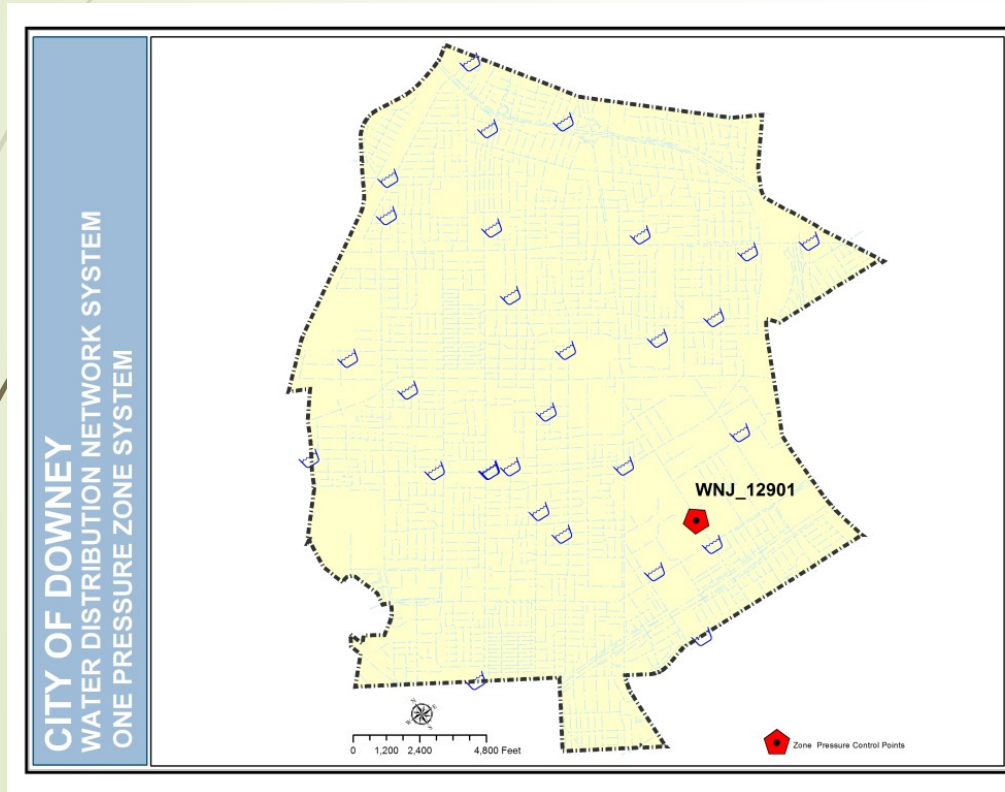 CITY OF DOWNEY
WATER DISTRIBUTION NETWORK SYSTEM
ONE PRESSURE ZONE SYSTEM
WNJ_12901
0 1,200 2,400 4,800 Feet
Zone Pressure Control Points